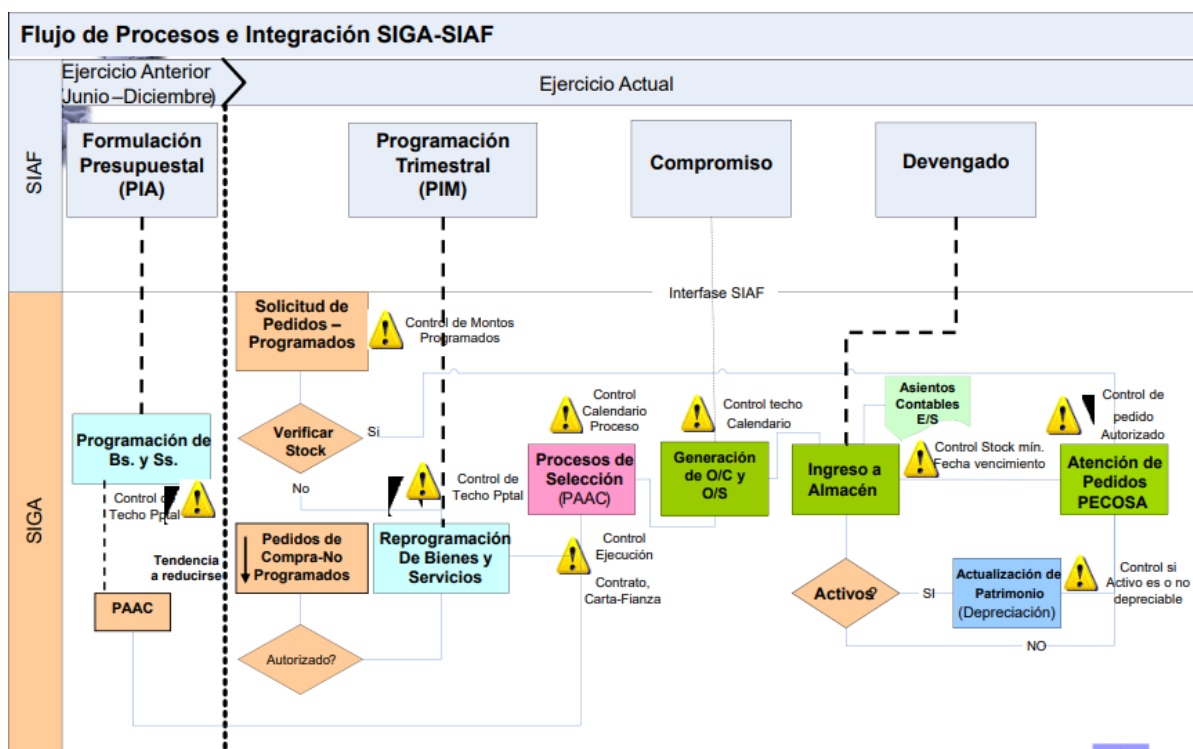 Flujo de Procesos e Integración SIGA-SIAF
Ejercicio Anterior
(Junio –Diciembre)
Ejercicio Actual
SIAF
Formulación
Presupuestal
(PIA)
Programación
Trimestral
(PIM)
Compromiso
Devengado
Interfase SIAF
SIGA
Solicitud de
Pedidos –
Programados
Control de Montos
Programados
Programación de
Bs. y Ss.
Control de
Techo Pptal
Tendencia
a reducirse
PAAC
Verificar
Stock
Si
No
Control de
Techo Pptal
Pedidos de
Compra-No
Programados
Reprogramación
De Bienes y
Servicios
Autorizado?
Control
Calendario
Proceso
Procesos de
Selección
(PAAC)
Control
Ejecución
Contrato,
Carta-Fianza
Control techo
Calendario
Generación
de O/C y
O/S
Asientos
Contables
E/S
Ingreso a
Almacén
Control Stock mín.
Fecha vencimiento
Control de
pedido
Autorizado
Atención de
Pedidos
PECOSA
Activos?
SI
Actualización de
Patrimonio
(Depreciación)
Control si
Activo es o no
depreciable
NO